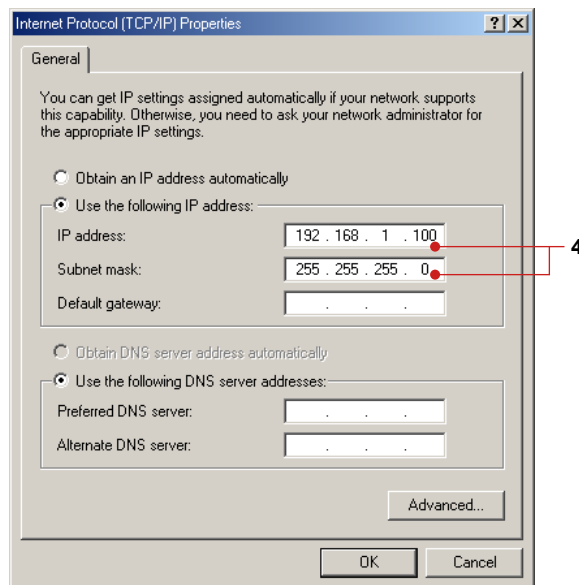 Internet Protocol (TCP/IP) Properties
General
You can get IP settings assigned automatically if your network supports
this capability. Otherwise, you need to ask your network administrator for
the appropriate IP settings.
Obtain an IP address automatically
Use the following IP address:
IP address: 192 . 168 . 1 . 100
4
Subnet mask: 255 . 255 . 255 . 0
Default gateway: . . .
Obtain DNS server address automatically
Use the following DNS server addresses:
Preferred DNS server: . . .
Alternate DNS server: . . .
Advanced...
OK Cancel